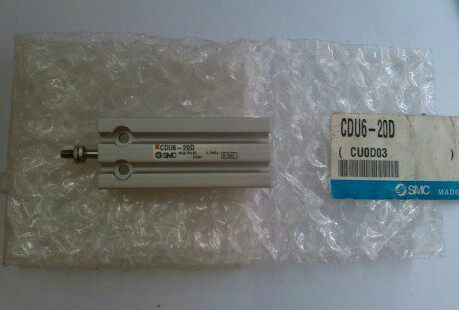 CDU6-20D
SMC
CDU6-20D
( CU0D03 )
SMC MADE